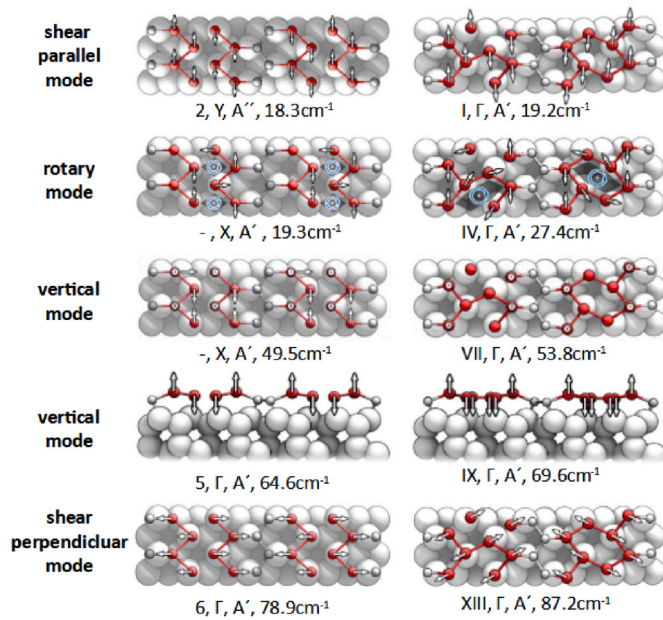 shear
parallel
mode
2, Y, A´´, 18.3cm⁻¹
I, Γ, A´, 19.2cm⁻¹
rotary
mode
-, X, A´ , 19.3cm⁻¹
IV, Γ, A´, 27.4cm⁻¹
vertical
mode
-, X, A´, 49.5cm⁻¹
VII, Γ, A´, 53.8cm⁻¹
vertical
mode
5, Γ, A´, 64.6cm⁻¹
IX, Γ, A´, 69.6cm⁻¹
shear
perpendicluar
mode
6, Γ, A´, 78.9cm⁻¹
XIII, Γ, A´, 87.2cm⁻¹